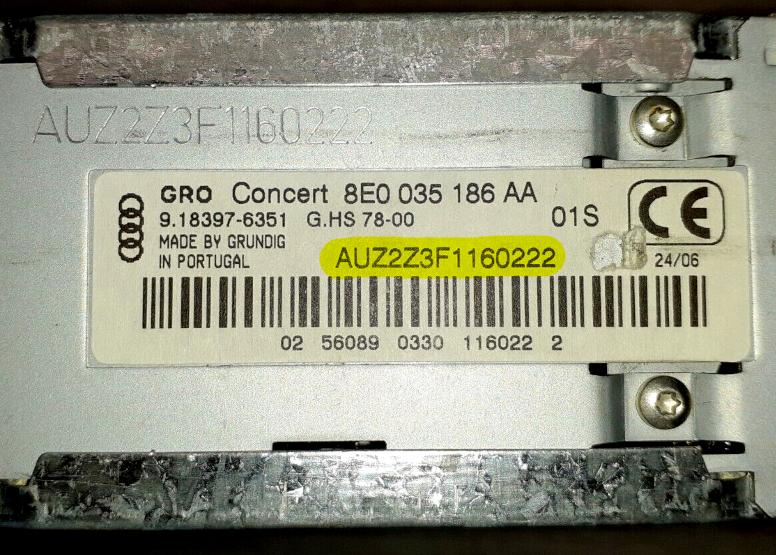 AUZ2Z3F1160222
GRO Concert 8E0 035 186 AA
9.18397-6351 G.HS 78-00 01S
MADE BY GRUNDIG
IN PORTUGAL
AUZ2Z3F1160222
24/06
02 56089 0330 116022 2
CE